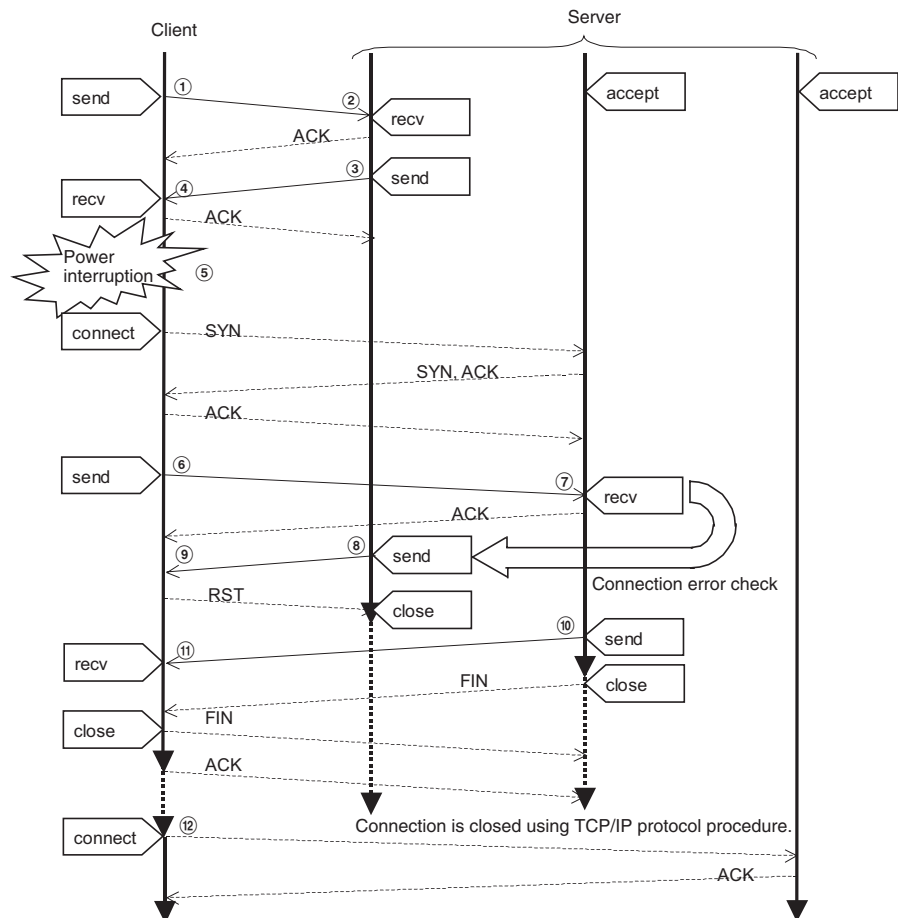 Server
Client
send
①
②
accept
accept
recv
ACK
③
send
④
recv
ACK
Power
interruption
⑤
connect
SYN
SYN, ACK
ACK
send
⑥
⑦
recv
ACK
⑧
send
⑨
Connection error check
RST
close
⑩
send
⑪
recv
FIN
close
FIN
close
ACK
connect
⑫
Connection is closed using TCP/IP protocol procedure.
ACK